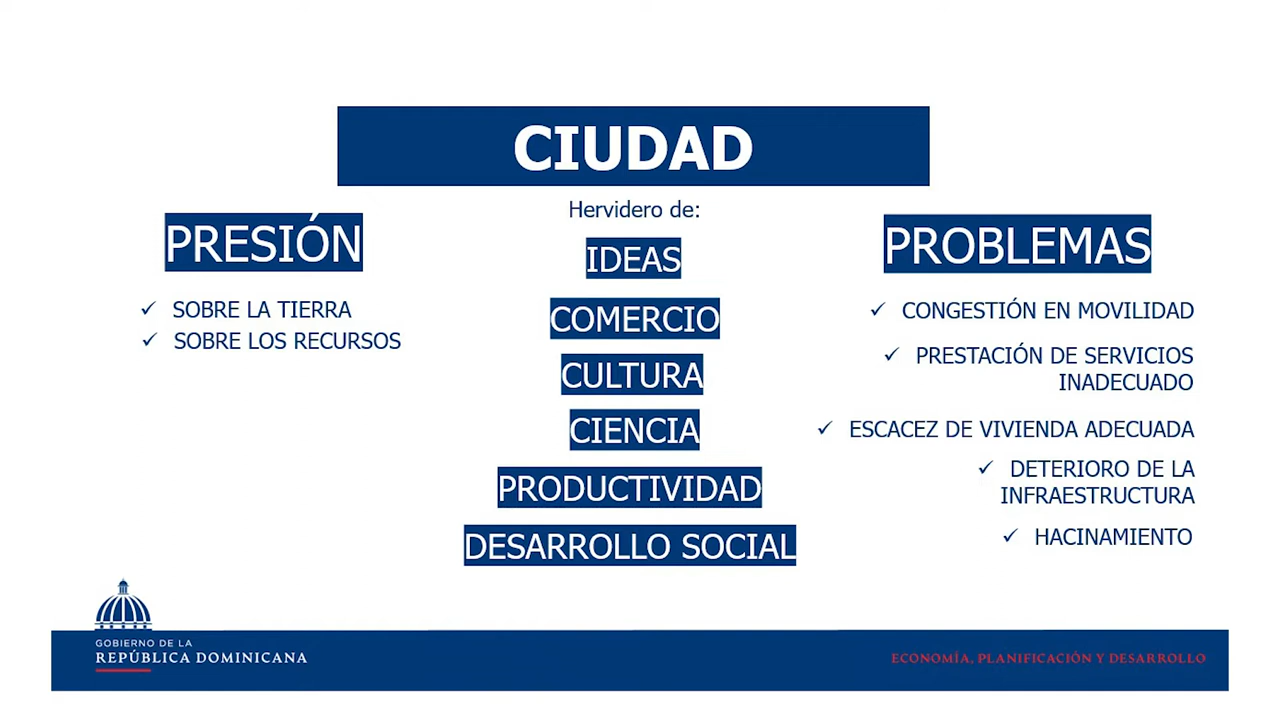 CIUDAD
Hervidero de:
PRESIÓN
✓ SOBRE LA TIERRA
✓ SOBRE LOS RECURSOS
IDEAS
COMERCIO
CULTURA
CIENCIA
PRODUCTIVIDAD
DESARROLLO SOCIAL
PROBLEMAS
✓ CONGESTIÓN EN MOVILIDAD
✓ PRESTACIÓN DE SERVICIOS
INADECUADO
✓ ESCACEZ DE VIVIENDA ADECUADA
✓ DETERIORO DE LA
INFRAESTRUCTURA
✓ HACINAMIENTO
GOBIERNO DE LA
REPÚBLICA DOMINICANA
ECONOMÍA, PLANIFICACIÓN Y DESARROLLO